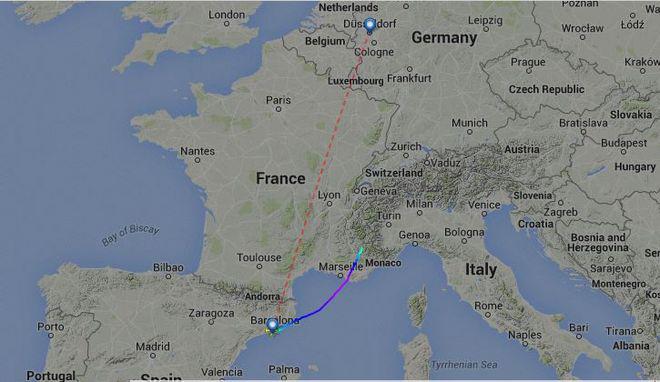 Netherlands
London
Düsseldorf
Leipzig
Poznań
Łódź
Belgium
Cologne
Germany
Wrocław
Luxembourg
Frankfurt
Prague
Kraków
Paris
Czech Republic
Slovakia
Munich
Bratislava
Nantes
Austria
Budapest
Zurich
Vaduz
Hungary
France
Switzerland
Geneva
Lyon
Slovenia
Milan
Venice
Zagreb
Turin
Croatia
Bay of Biscay
Genoa
Bologna
Bosnia and
Herzegovina
Toulouse
Marseille
Monaco
Sarajevo
Bilbao
Italy
Montenegro
Andorra
Zaragoza
Barcelona
Rome
Porto
Naples
Bari
Tirana
Madrid
Albania
Valencia
Palma
Tyrrhenian Sea
Portugal
Spain